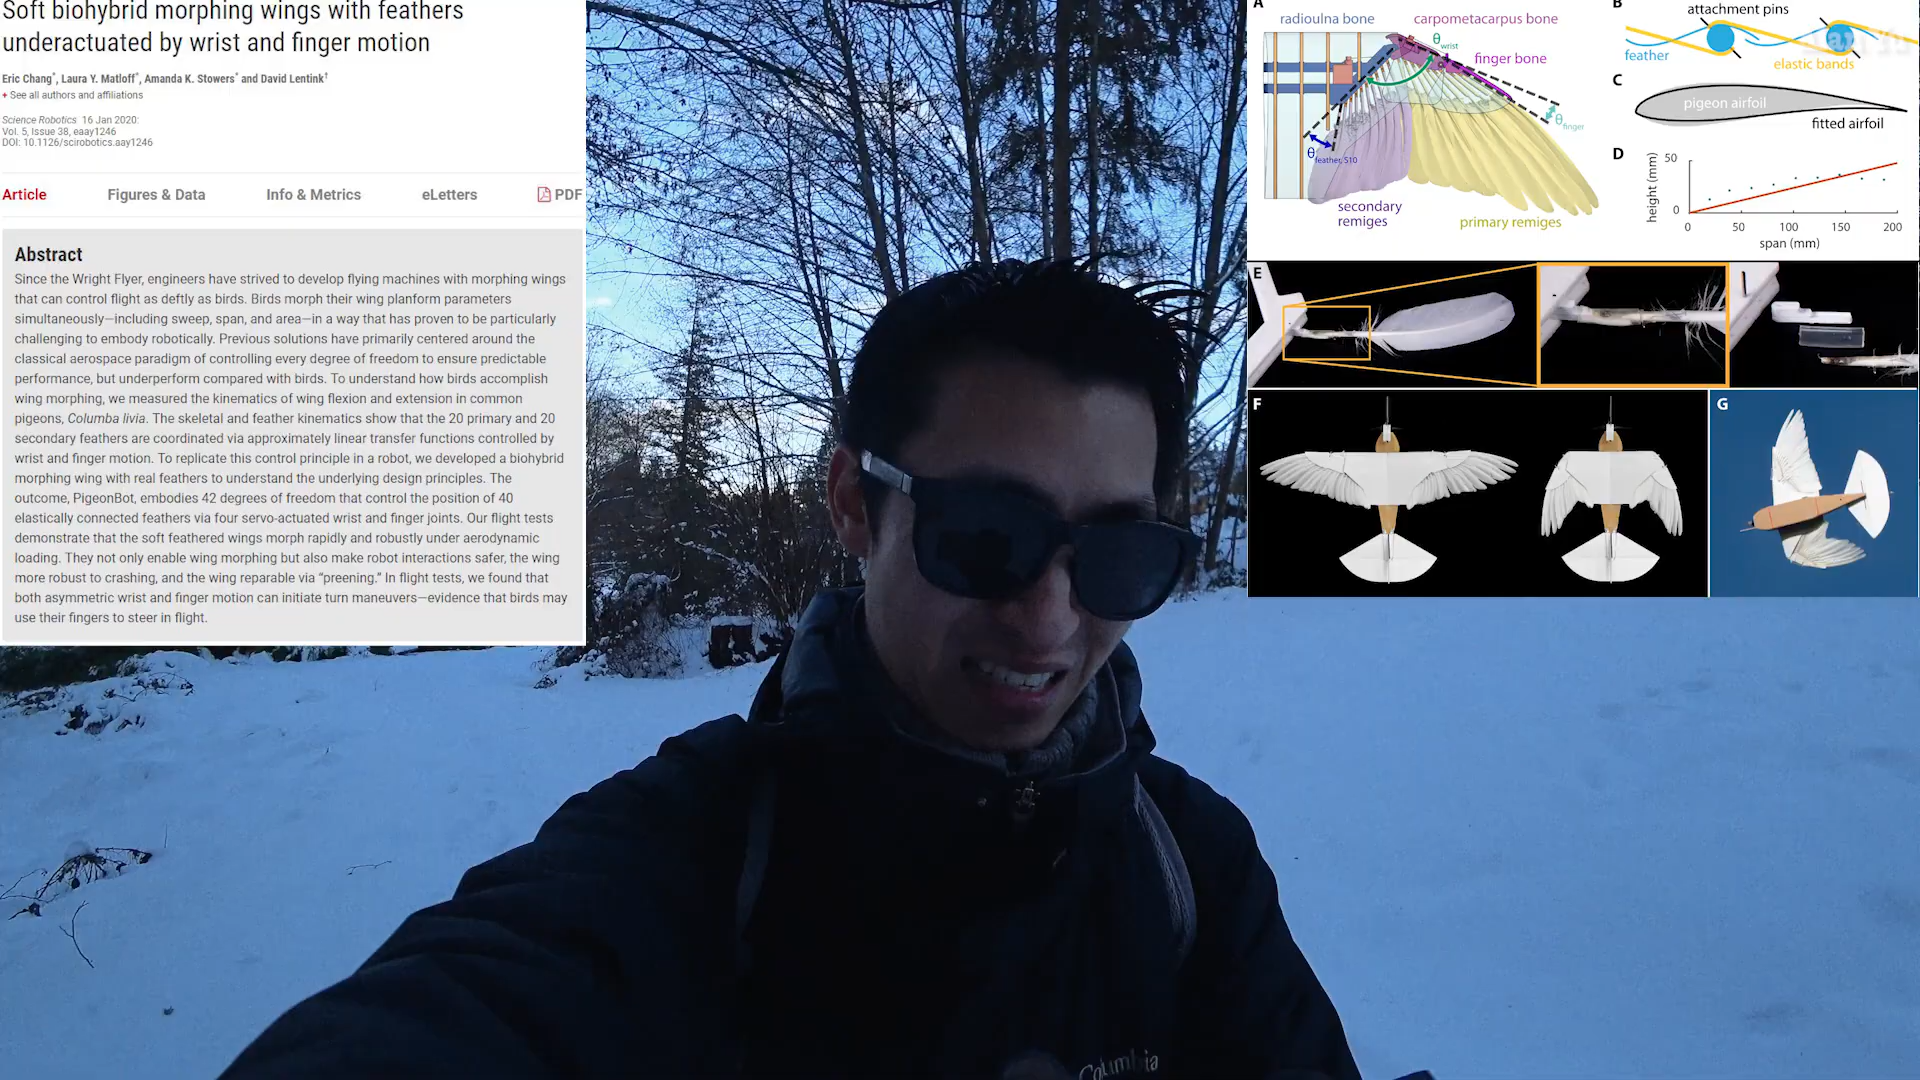 Soft biohybrid morphing wings with feathers
underactuated by wrist and finger motion
Eric Chang*, Laura Y. Matloff*, Amanda K. Stowers* and David Lentink†
+ See all authors and affiliations
Science Robotics 16 Jan 2020:
Vol. 5, Issue 38, eaay1246
DOI: 10.1126/scirobotics.aay1246
Article Figures & Data Info & Metrics eLetters PDF
Abstract
Since the Wright Flyer, engineers have strived to develop flying machines with morphing wings
that can control flight as deftly as birds. Birds morph their wing planform parameters
simultaneously—including sweep, span, and area—in a way that has proven to be particularly
challenging to embody robotically. Previous solutions have primarily centered around the
classical aerospace paradigm of controlling every degree of freedom to ensure predictable
performance, but underperform compared with birds. To understand how birds accomplish
wing morphing, we measured the kinematics of wing flexion and extension in common
pigeons, Columba livia. The skeletal and feather kinematics show that the 20 primary and 20
secondary feathers are coordinated via approximately linear transfer functions controlled by
wrist and finger motion. To replicate this control principle in a robot, we developed a biohybrid
morphing wing with real feathers to understand the underlying design principles. The
outcome, PigeonBot, embodies 42 degrees of freedom that control the position of 40
elastically connected feathers via four servo-actuated wrist and finger joints. Our flight tests
demonstrate that the soft feathered wings morph rapidly and robustly under aerodynamic
loading. They not only enable wing morphing but also make robot interactions safer, the wing
more robust to crashing, and the wing reparable via “preening.” In flight tests, we found that
both asymmetric wrist and finger motion can initiate turn maneuvers—evidence that birds may
use their fingers to steer in flight.
A
radioulna bone
carpometacarpus bone
θwrist
finger bone
θfinger
θfeather, S10
secondary
remiges
primary remiges
B
attachment pins
feather
elastic bands
C
pigeon airfoil
fitted airfoil
D
height (mm)
50
0
0 50 100 150 200
span (mm)
E
F
G
Columbia